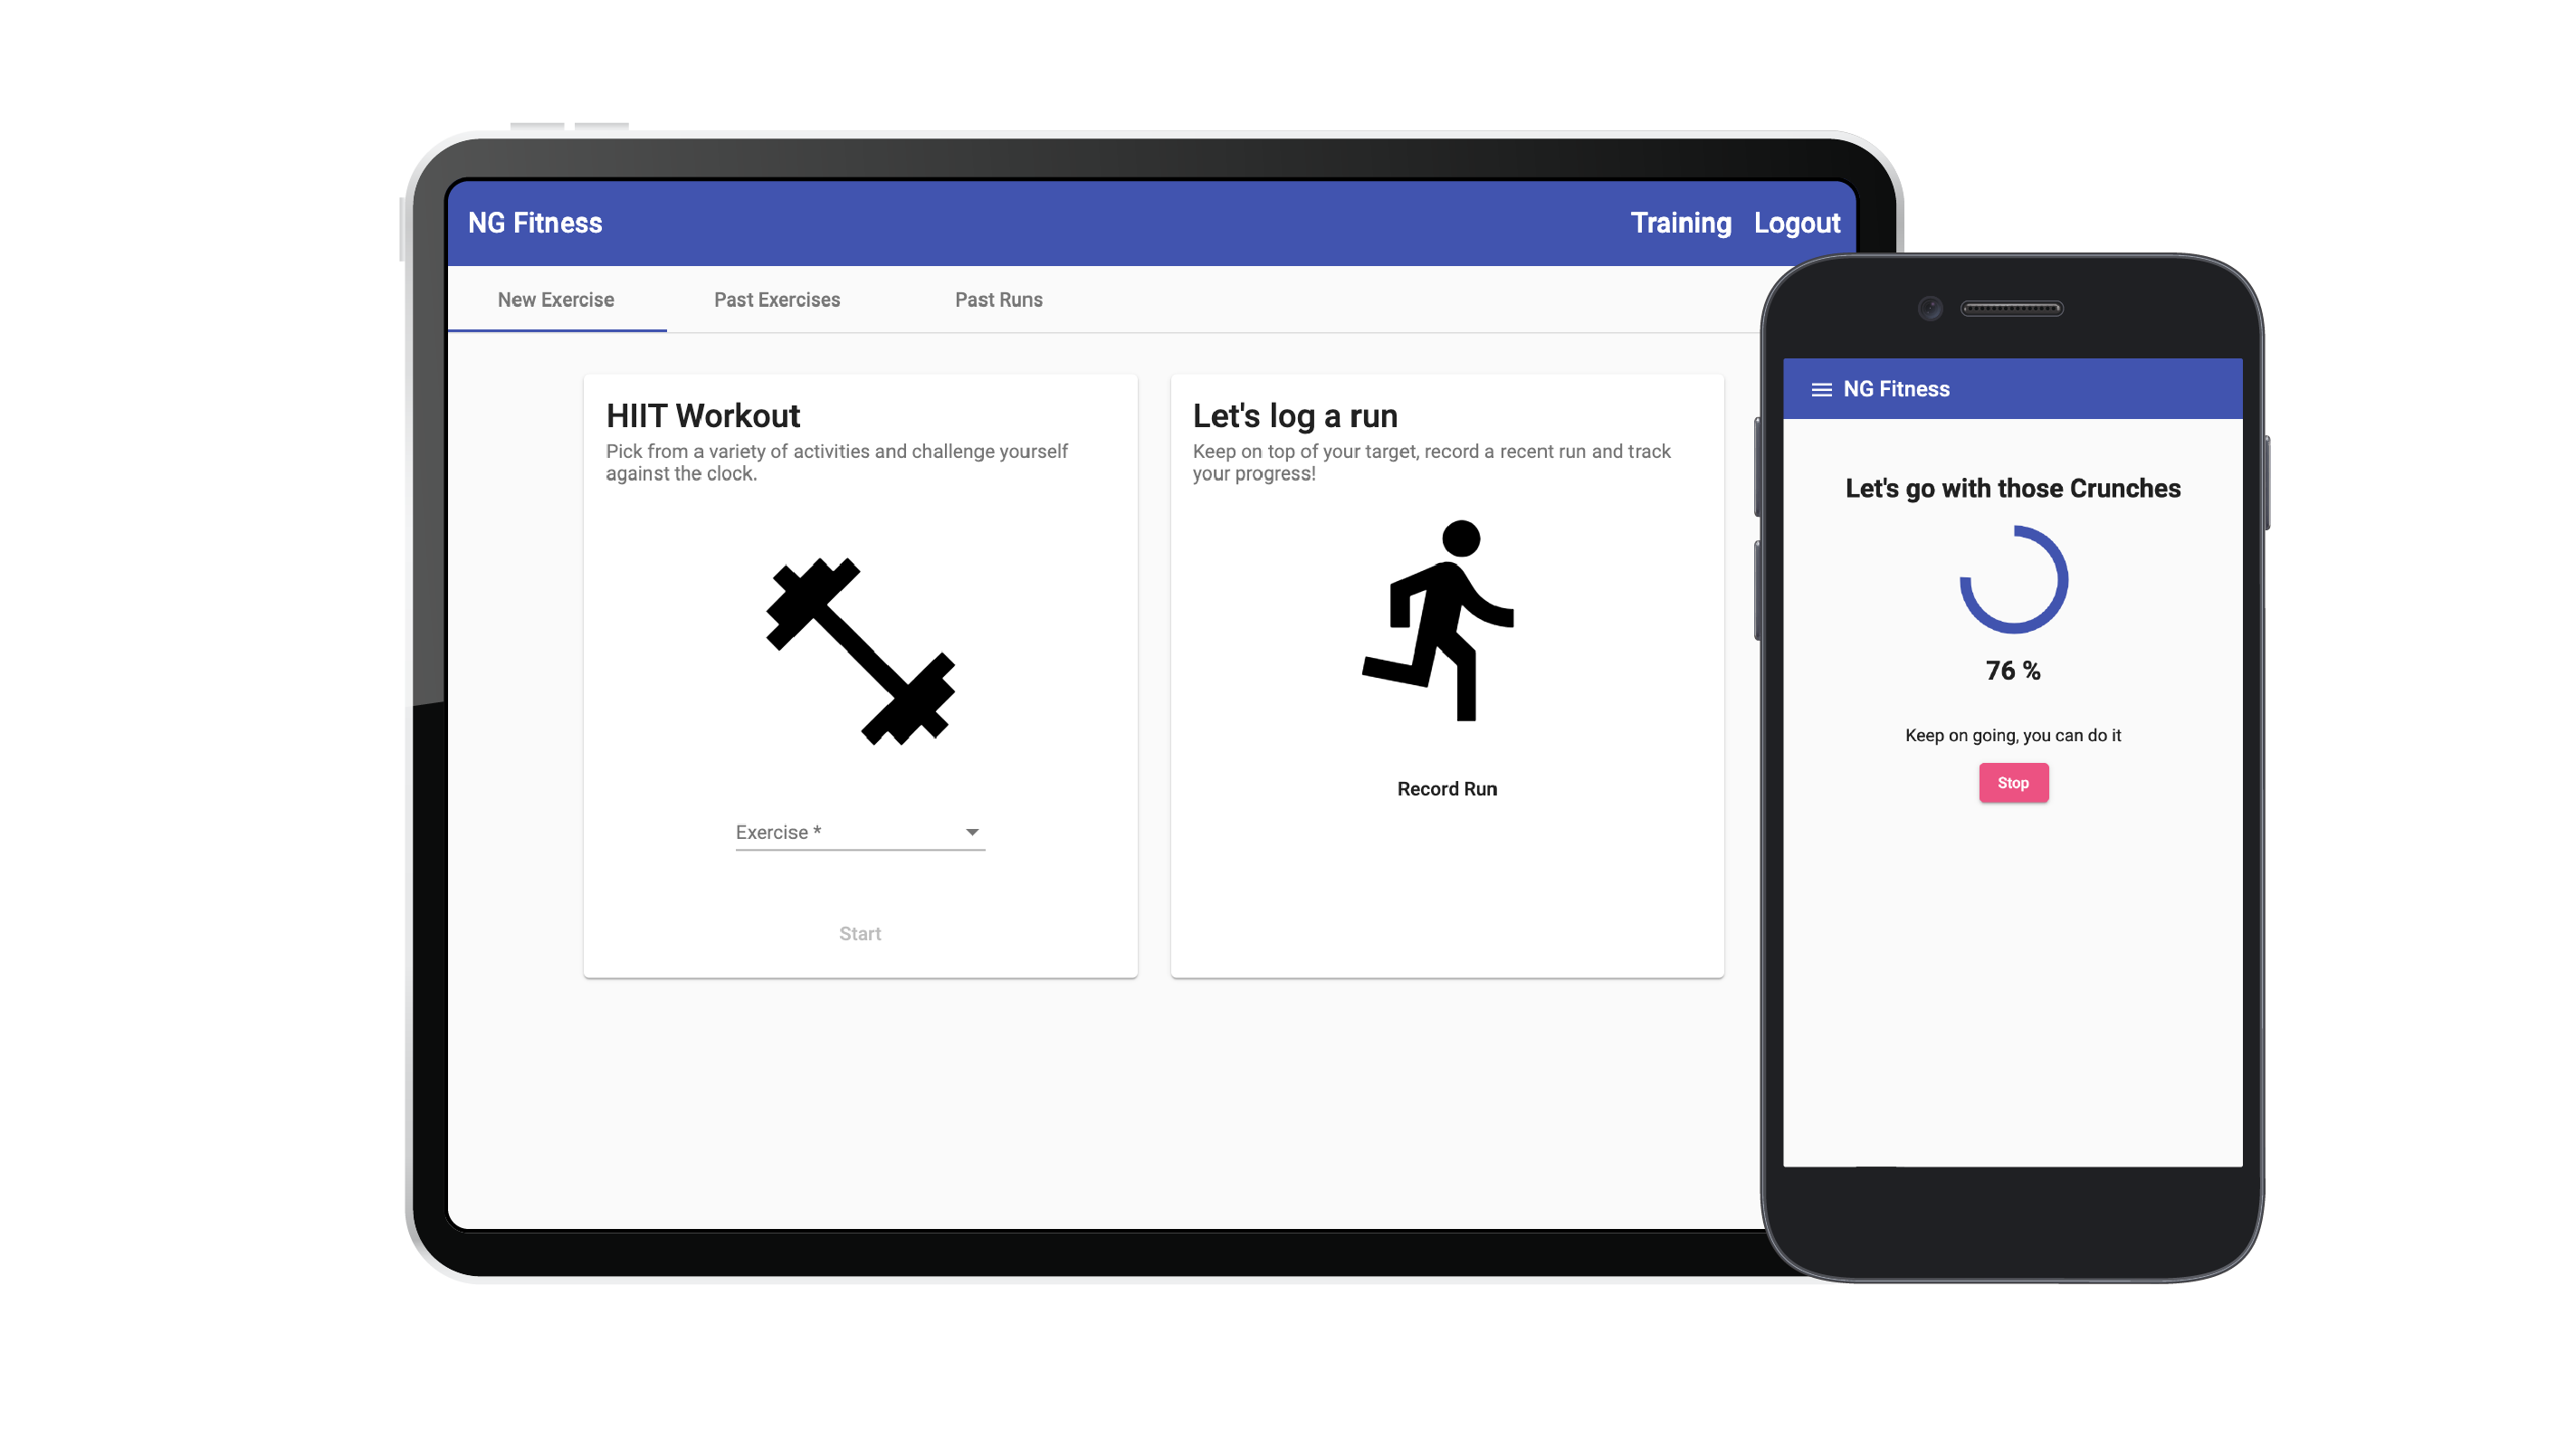 NG Fitness
Training Logout
New Exercise Past Exercises Past Runs
HIIT Workout
Pick from a variety of activities and challenge yourself
against the clock.
Exercise *
Start
Let's log a run
Keep on top of your target, record a recent run and track
your progress!
Record Run
NG Fitness
Let's go with those Crunches
76 %
Keep on going, you can do it
Stop